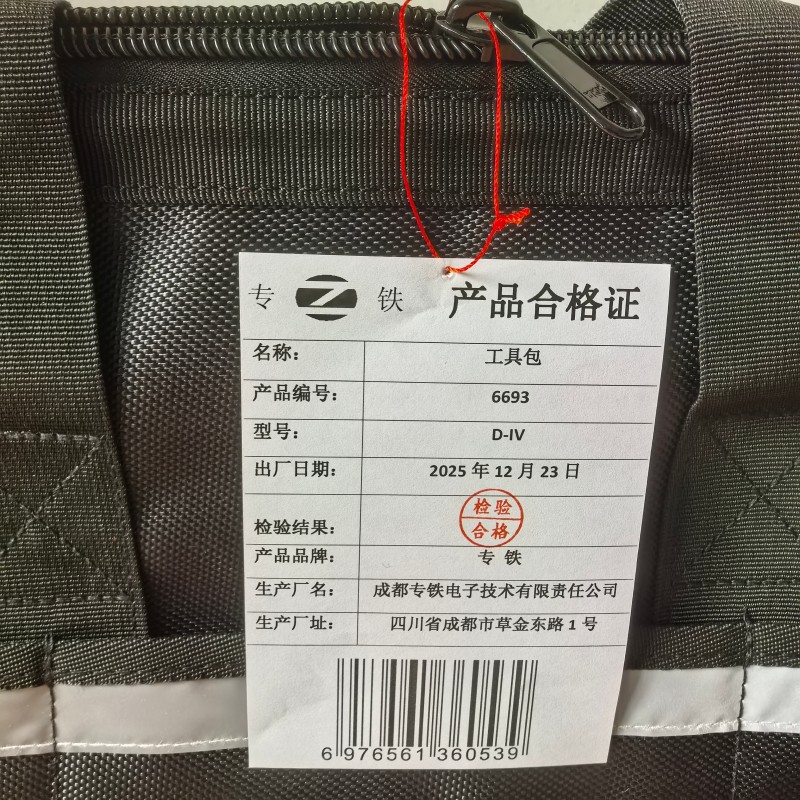 专 Z 铁 产品合格证
名称： 工具包
产品编号： 6693
型号： D-IV
出厂日期： 2025 年 12 月 23 日
检验结果： 检验
合格
产品品牌： 专 铁
生产厂名： 成都专铁电子技术有限责任公司
生产厂址： 四川省成都市草金东路 1 号
6 976561 360539